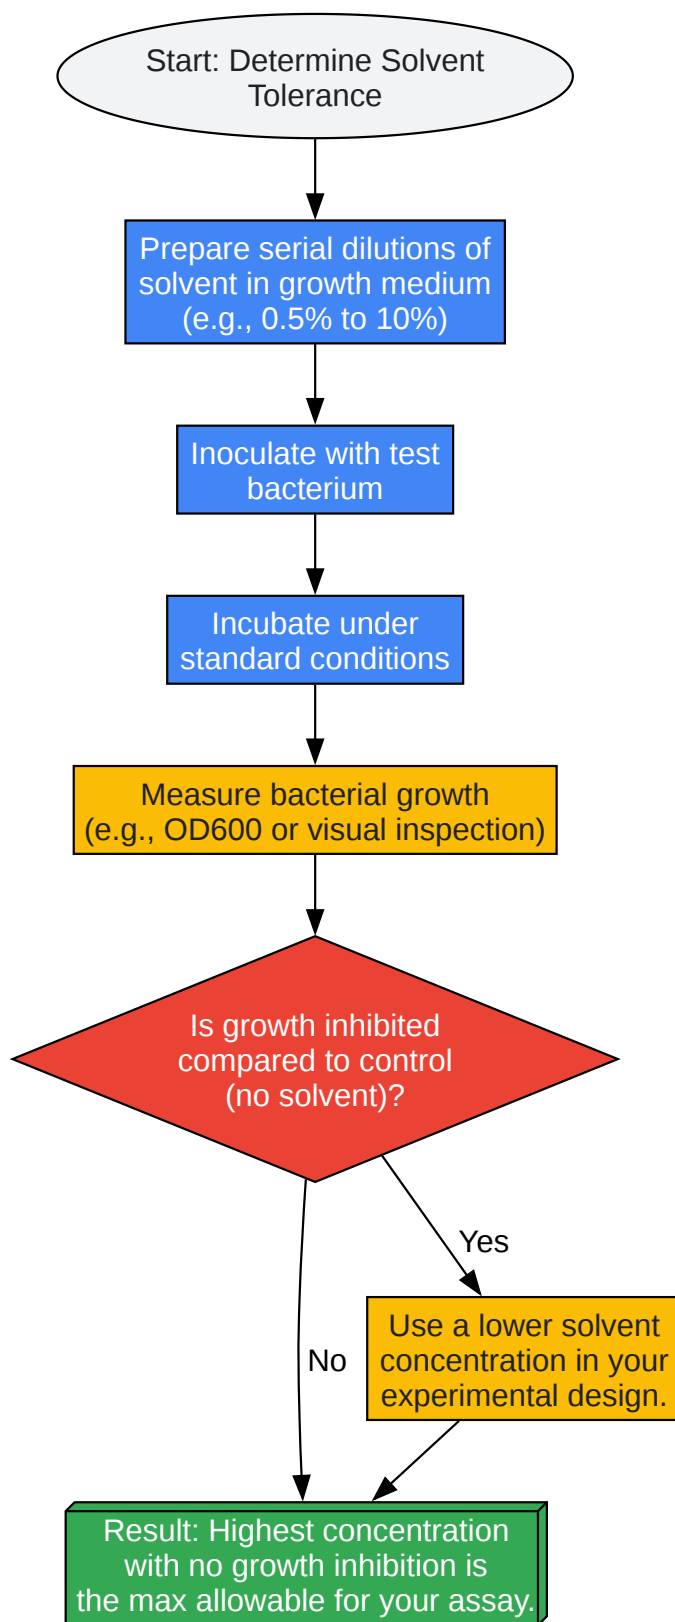 Start: Determine Solvent
Tolerance
Prepare serial dilutions of
solvent in growth medium
(e.g., 0.5% to 10%)
Inoculate with test
bacterium
Incubate under
standard conditions
Measure bacterial growth
(e.g., OD600 or visual inspection)
Is growth inhibited
compared to control
(no solvent)?
Yes
Use a lower solvent
concentration in your
experimental design.
No
Result: Highest concentration
with no growth inhibition is
the max allowable for your assay.